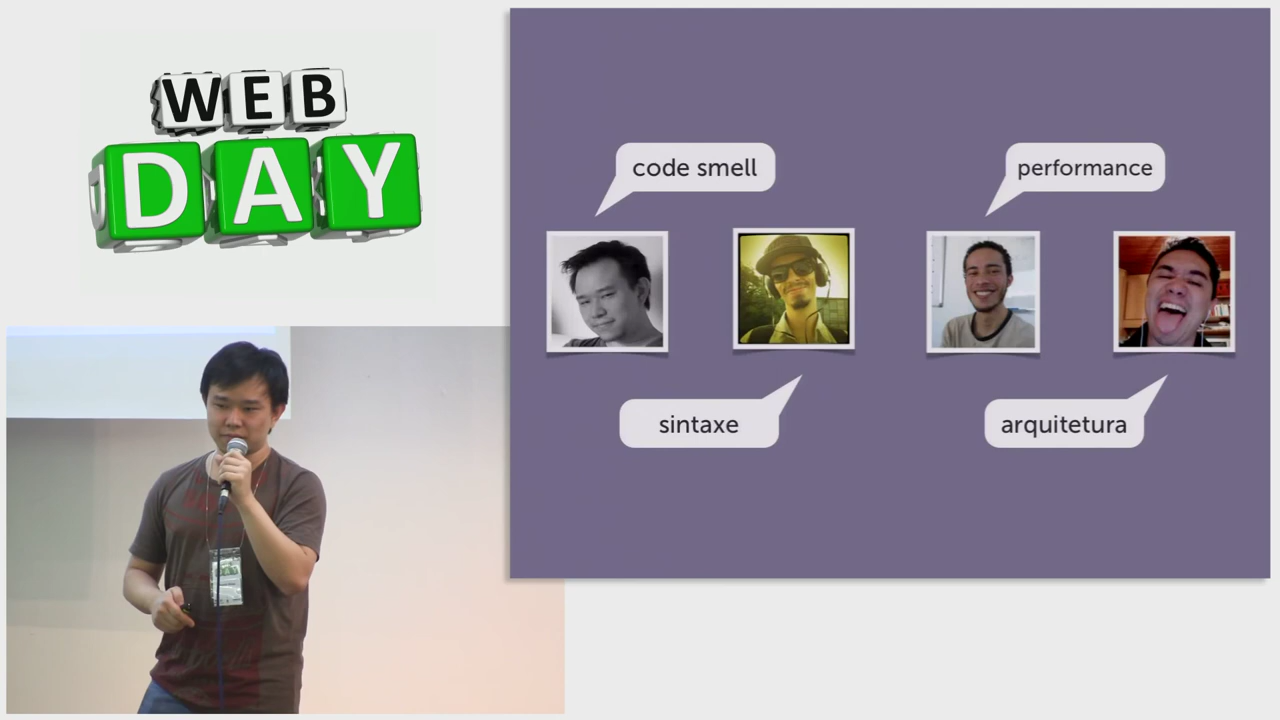 WEB
DAY
code smell
performance
sintaxe
arquitetura